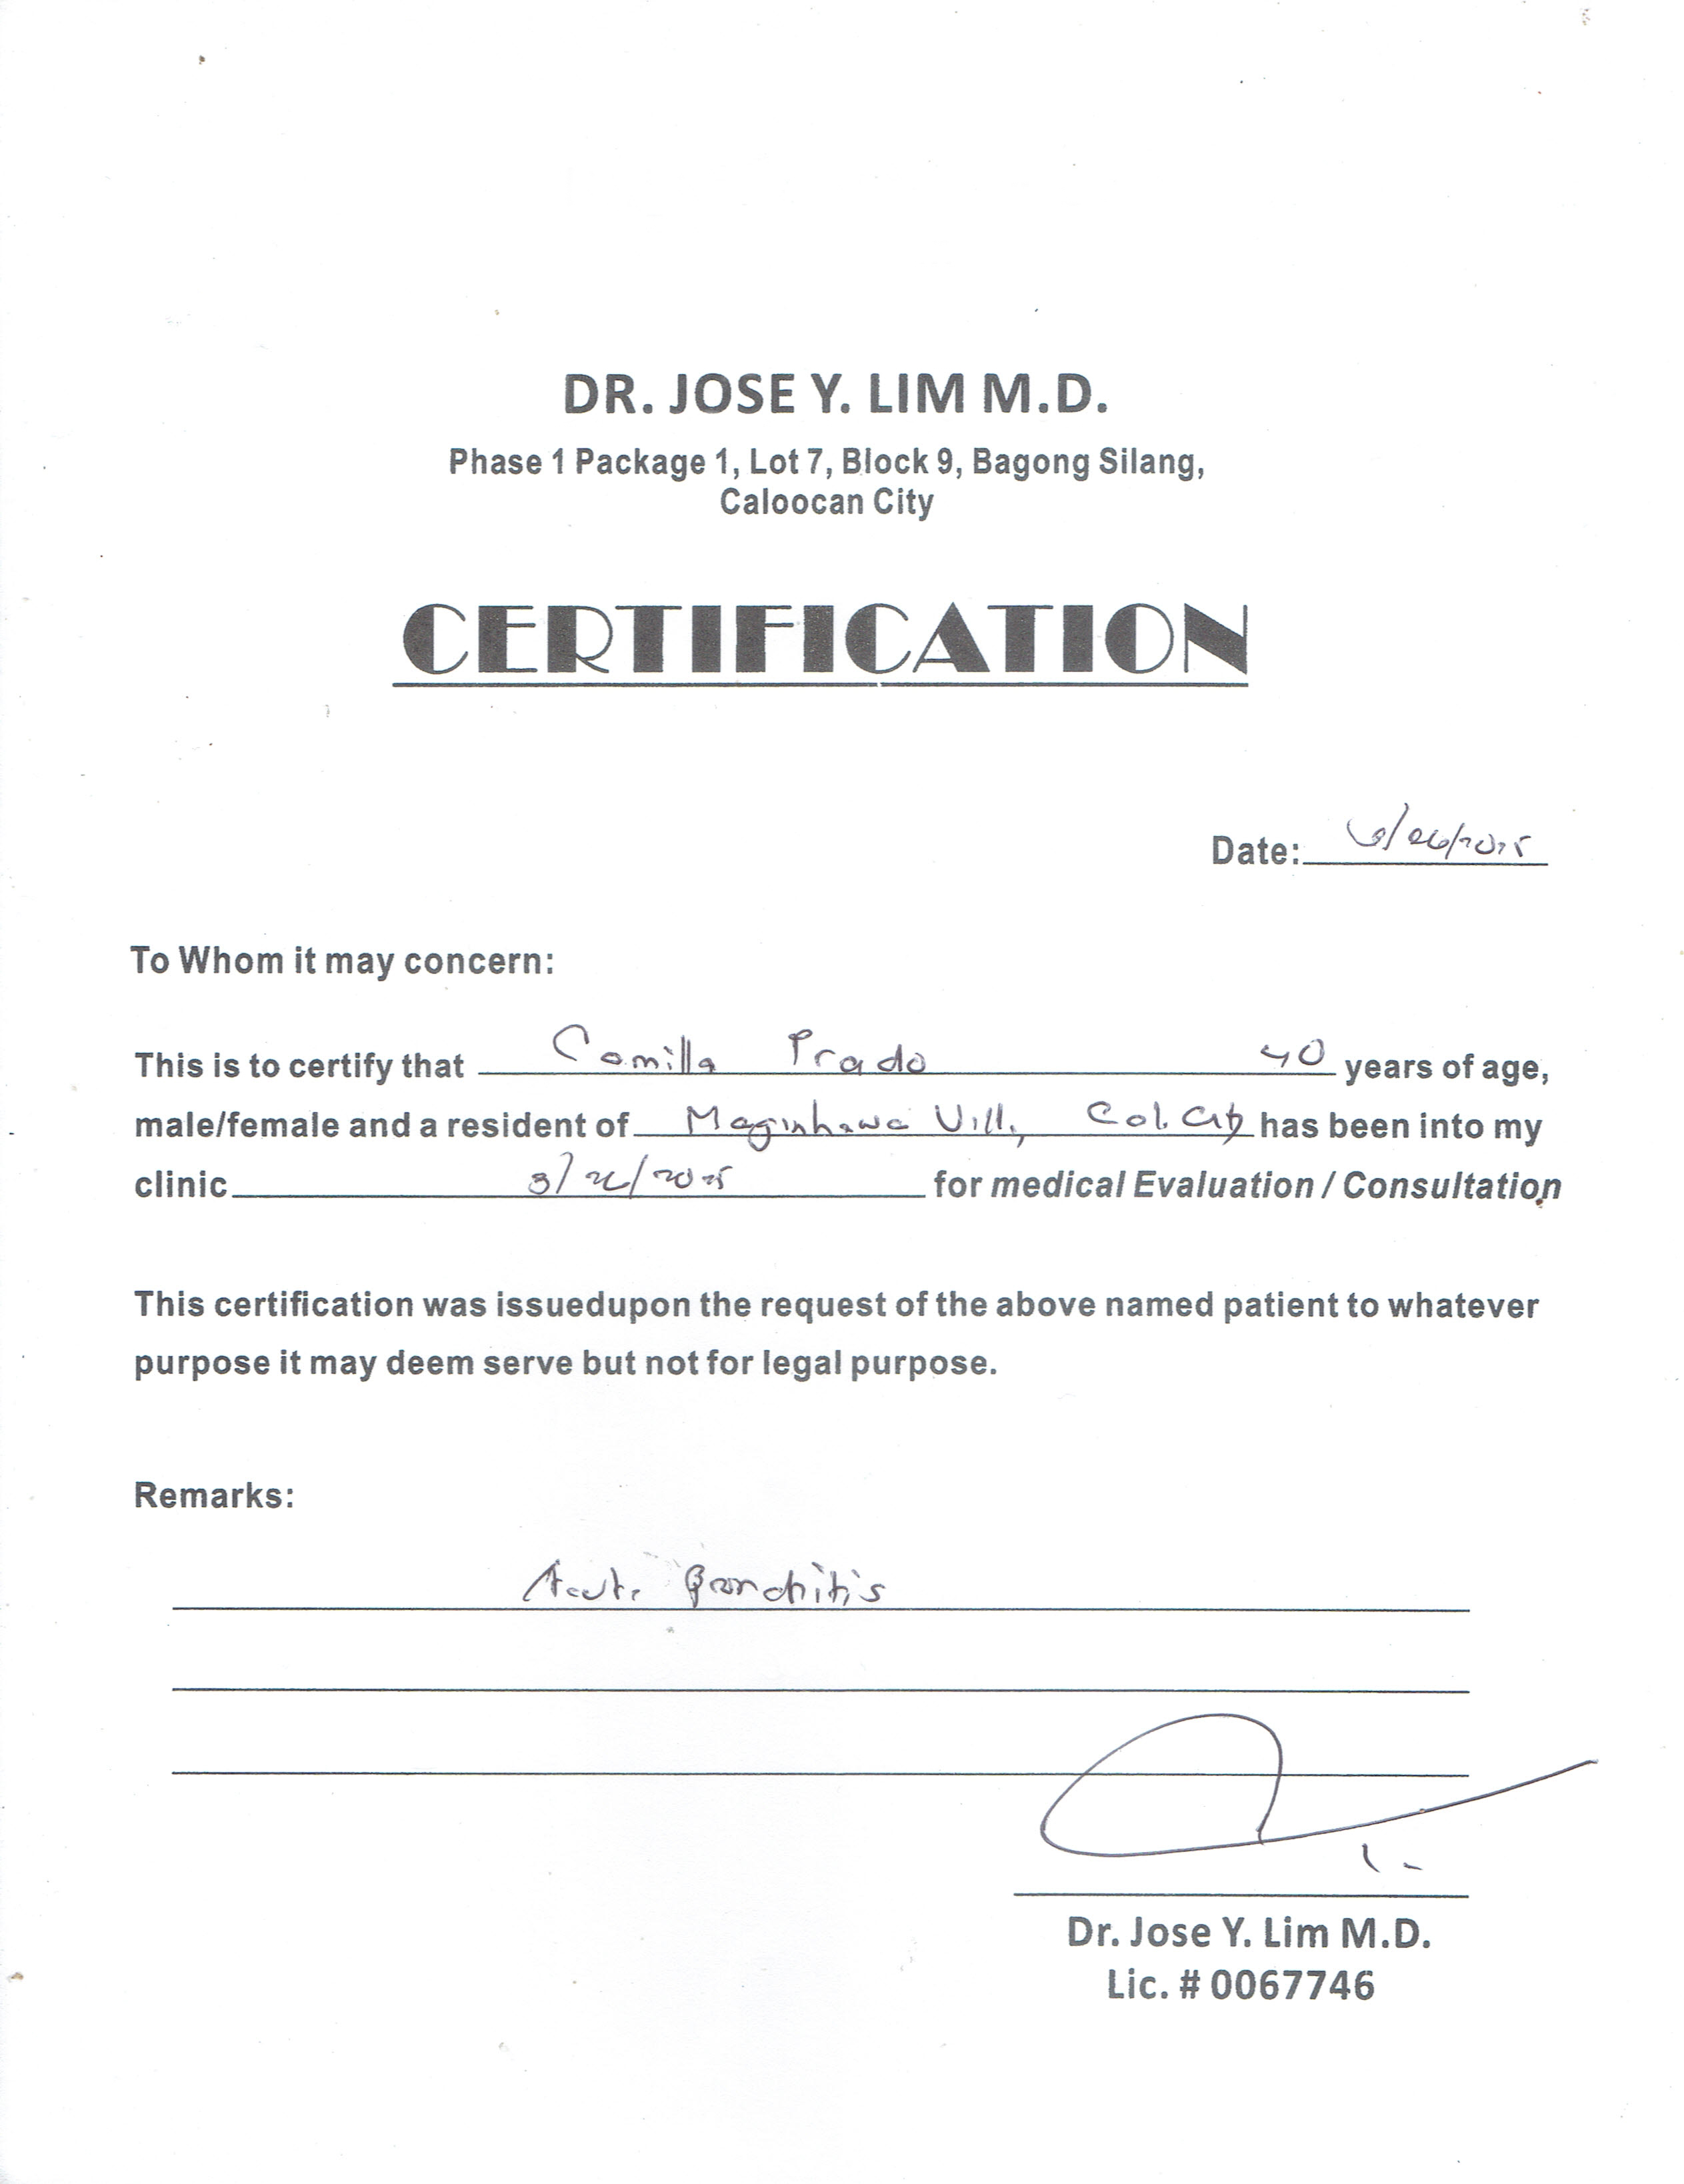 DR. JOSE Y. LIM M.D.
Phase 1 Package 1, Lot 7, Block 9, Bagong Silang,
Caloocan City
CERTIFICATION
Date:
To Whom it may concern:
This is to certify that Camilla Prado 40 years of age,
male/female and a resident of Maginhawa Vill, Cal. City has been into my
clinic 3/26/2025 for medical Evaluation / Consultation
This certification was issuedupon the request of the above named patient to whatever
purpose it may deem serve but not for legal purpose.
Remarks:
Acute Bronchitis
Dr. Jose Y. Lim M.D.
Lic. # 0067746